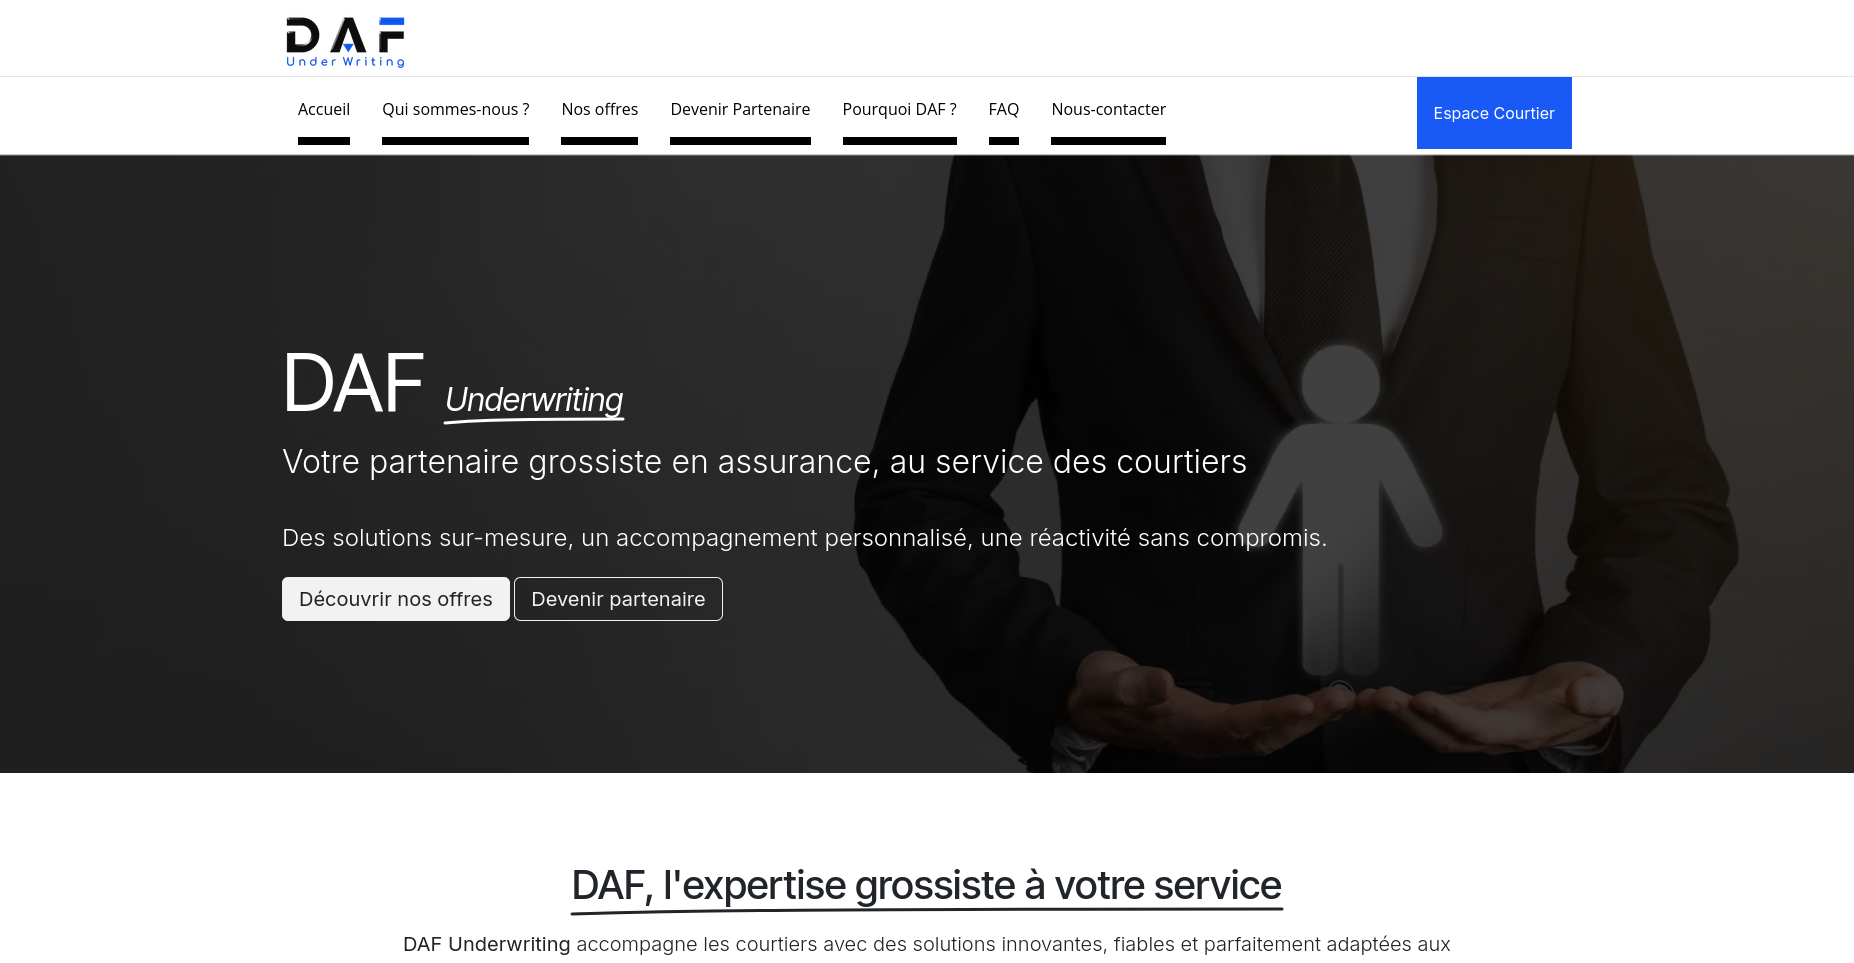 DAF
UnderWriting
Accueil Qui sommes-nous ? Nos offres Devenir Partenaire Pourquoi DAF ? FAQ Nous-contacter Espace Courtier
DAF Underwriting
Votre partenaire grossiste en assurance, au service des courtiers
Des solutions sur-mesure, un accompagnement personnalisé, une réactivité sans compromis.
Découvrir nos offres Devenir partenaire
DAF, l'expertise grossiste à votre service
DAF Underwriting accompagne les courtiers avec des solutions innovantes, fiables et parfaitement adaptées aux